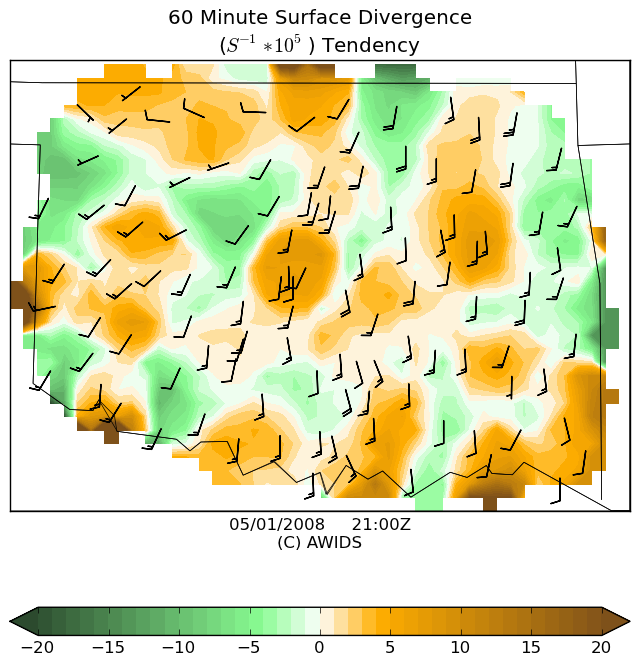 60 Minute Surface Divergence
(S⁻¹ *10⁵ ) Tendency
05/01/2008 21:00Z
(C) AWIDS
−20 −15 −10 −5 0 5 10 15 20